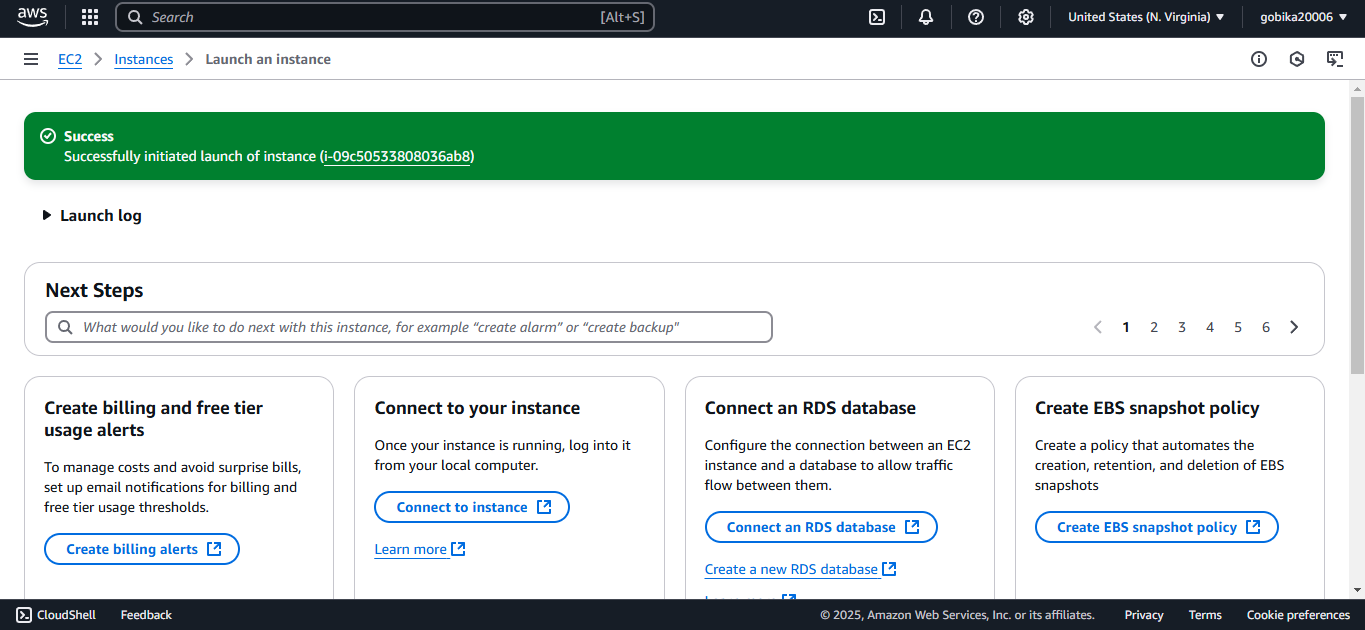 aws
Search [Alt+S]
United States (N. Virginia) gobika20006
EC2 Instances Launch an instance
Success
Successfully initiated launch of instance (i-09c50533808036ab8)
Launch log
Next Steps
What would you like to do next with this instance, for example “create alarm” or “create backup”
1 2 3 4 5 6
Create billing and free tier
usage alerts
To manage costs and avoid surprise bills,
set up email notifications for billing and
free tier usage thresholds.
Create billing alerts
Connect to your instance
Once your instance is running, log into it
from your local computer.
Connect to instance
Learn more
Connect an RDS database
Configure the connection between an EC2
instance and a database to allow traffic
flow between them.
Connect an RDS database
Create a new RDS database
Create EBS snapshot policy
Create a policy that automates the
creation, retention, and deletion of EBS
snapshots
Create EBS snapshot policy
CloudShell Feedback © 2025, Amazon Web Services, Inc. or its affiliates. Privacy Terms Cookie preferences